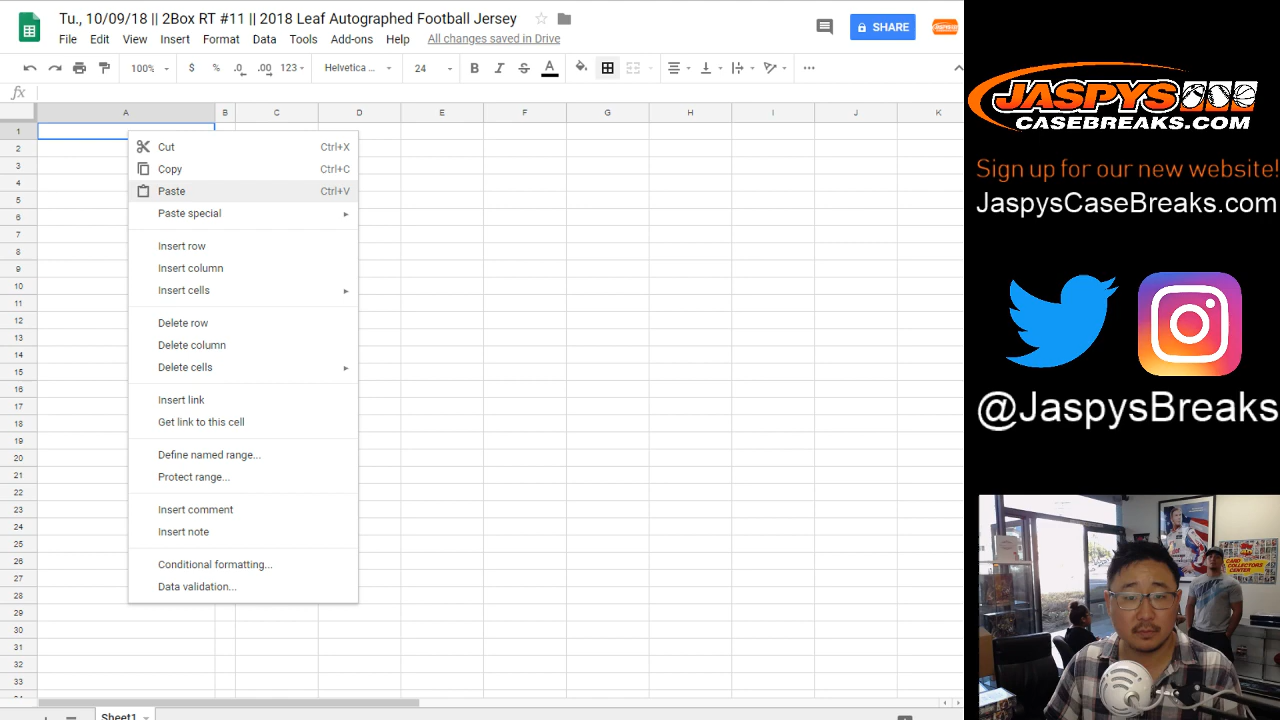 Tu., 10/09/18 || 2Box RT #11 || 2018 Leaf Autographed Football Jersey
SHARE
File Edit View Insert Format Data Tools Add-ons Help All changes saved in Drive
100% $ % .0 .00 123 Helvetica ... 24 B I S A ...
fx
A B C D E F G H I J K
1
2
3
4
5
6
7
8
9
10
11
12
13
14
15
16
17
18
19
20
21
22
23
24
25
26
27
28
29
30
31
32
33
Cut Ctrl+X
Copy Ctrl+C
Paste Ctrl+V
Paste special
Insert row
Insert column
Insert cells
Delete row
Delete column
Delete cells
Insert link
Get link to this cell
Define named range...
Protect range...
Insert comment
Insert note
Conditional formatting...
Data validation...
Sheet1
JASPYS
CASEBREAKS.COM
Sign up for our new website!
JaspysCaseBreaks.com
@JaspysBreaks
CARD
COLLECTORS
CENTER